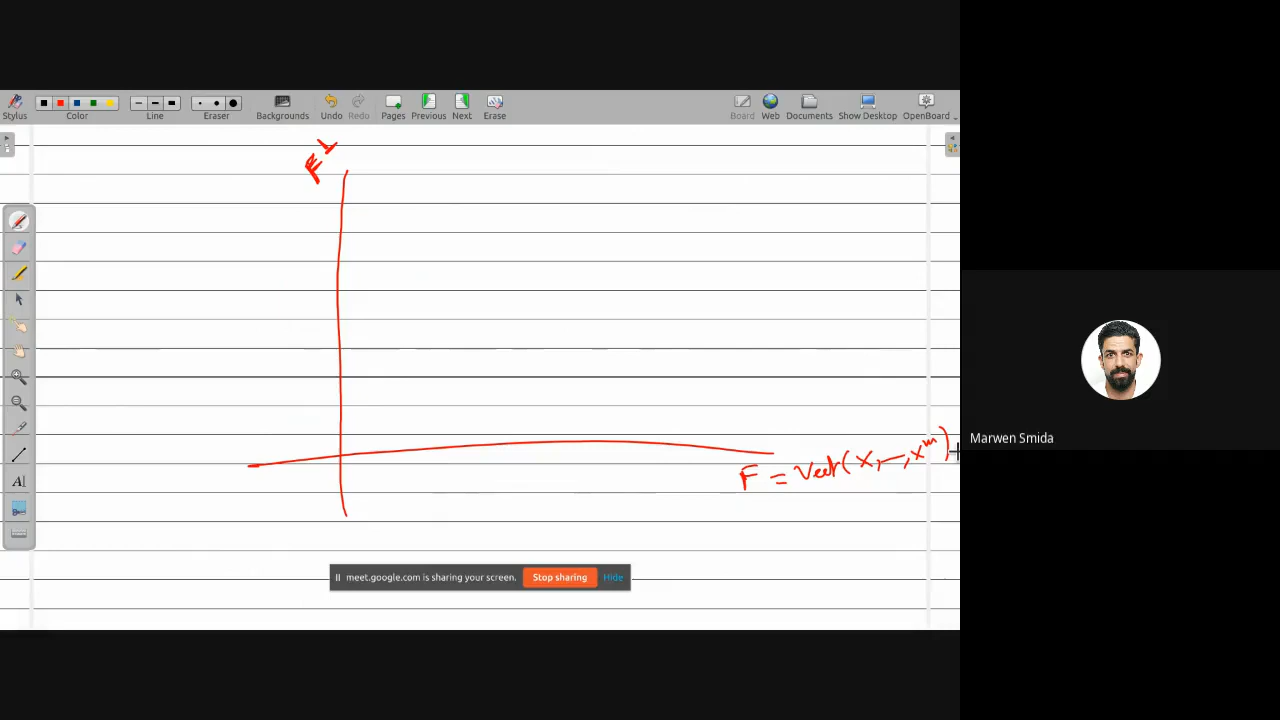 Stylus Color Line Eraser Backgrounds Undo Redo Pages Previous Next Erase Board Web Documents Show Desktop OpenBoard
F⊥
Marwen Smida
F = Vect(X, —, X^n)
meet.google.com is sharing your screen. Stop sharing Hide